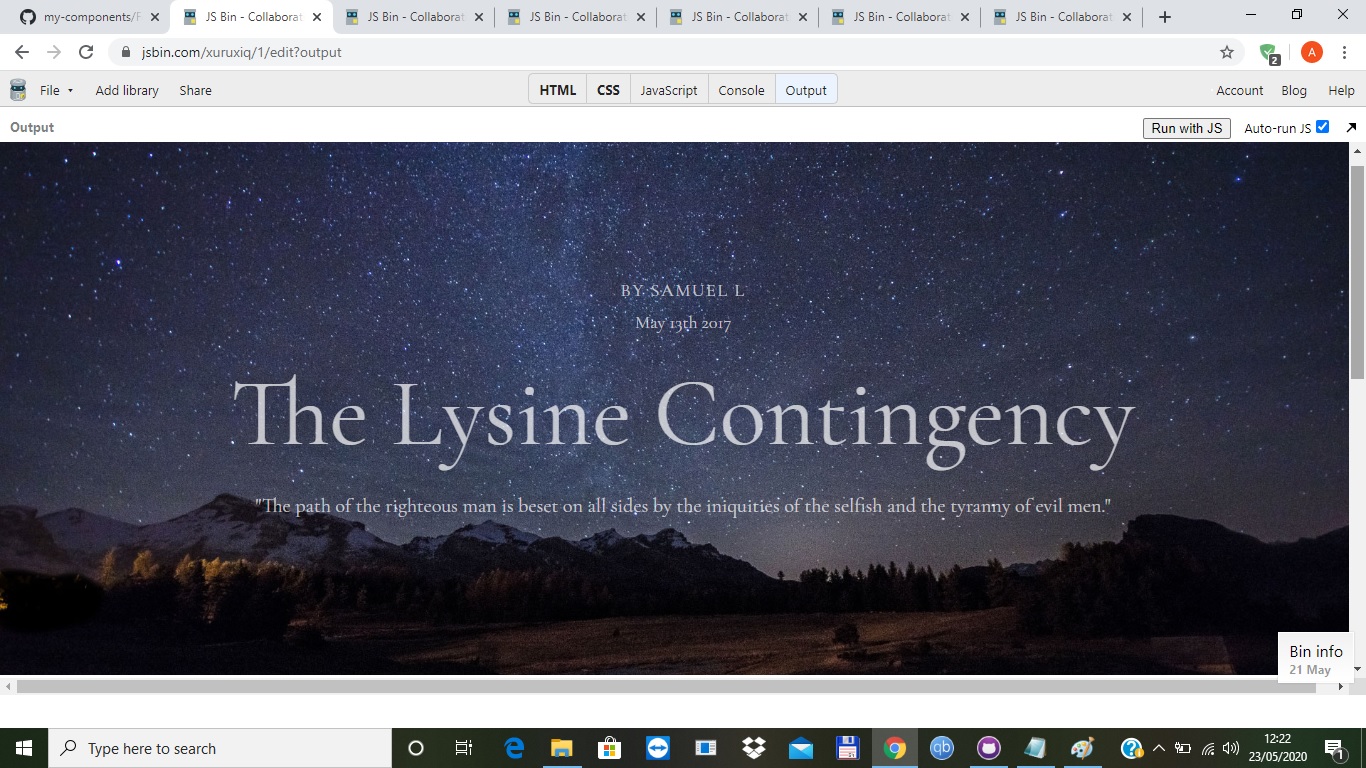 my-components/F
JS Bin - Collaborat
JS Bin - Collaborat
JS Bin - Collaborat
JS Bin - Collaborat
JS Bin - Collaborat
JS Bin - Collaborat
jsbin.com/xuruxiq/1/edit?output
2
A
File Add library Share HTML CSS JavaScript Console Output Account Blog Help
Output Run with JS Auto-run JS
BY SAMUEL L
May 13th 2017
The Lysine Contingency
"The path of the righteous man is beset on all sides by the iniquities of the selfish and the tyranny of evil men."
Bin info
21 May
Type here to search
qb
12:22
23/05/2020
1